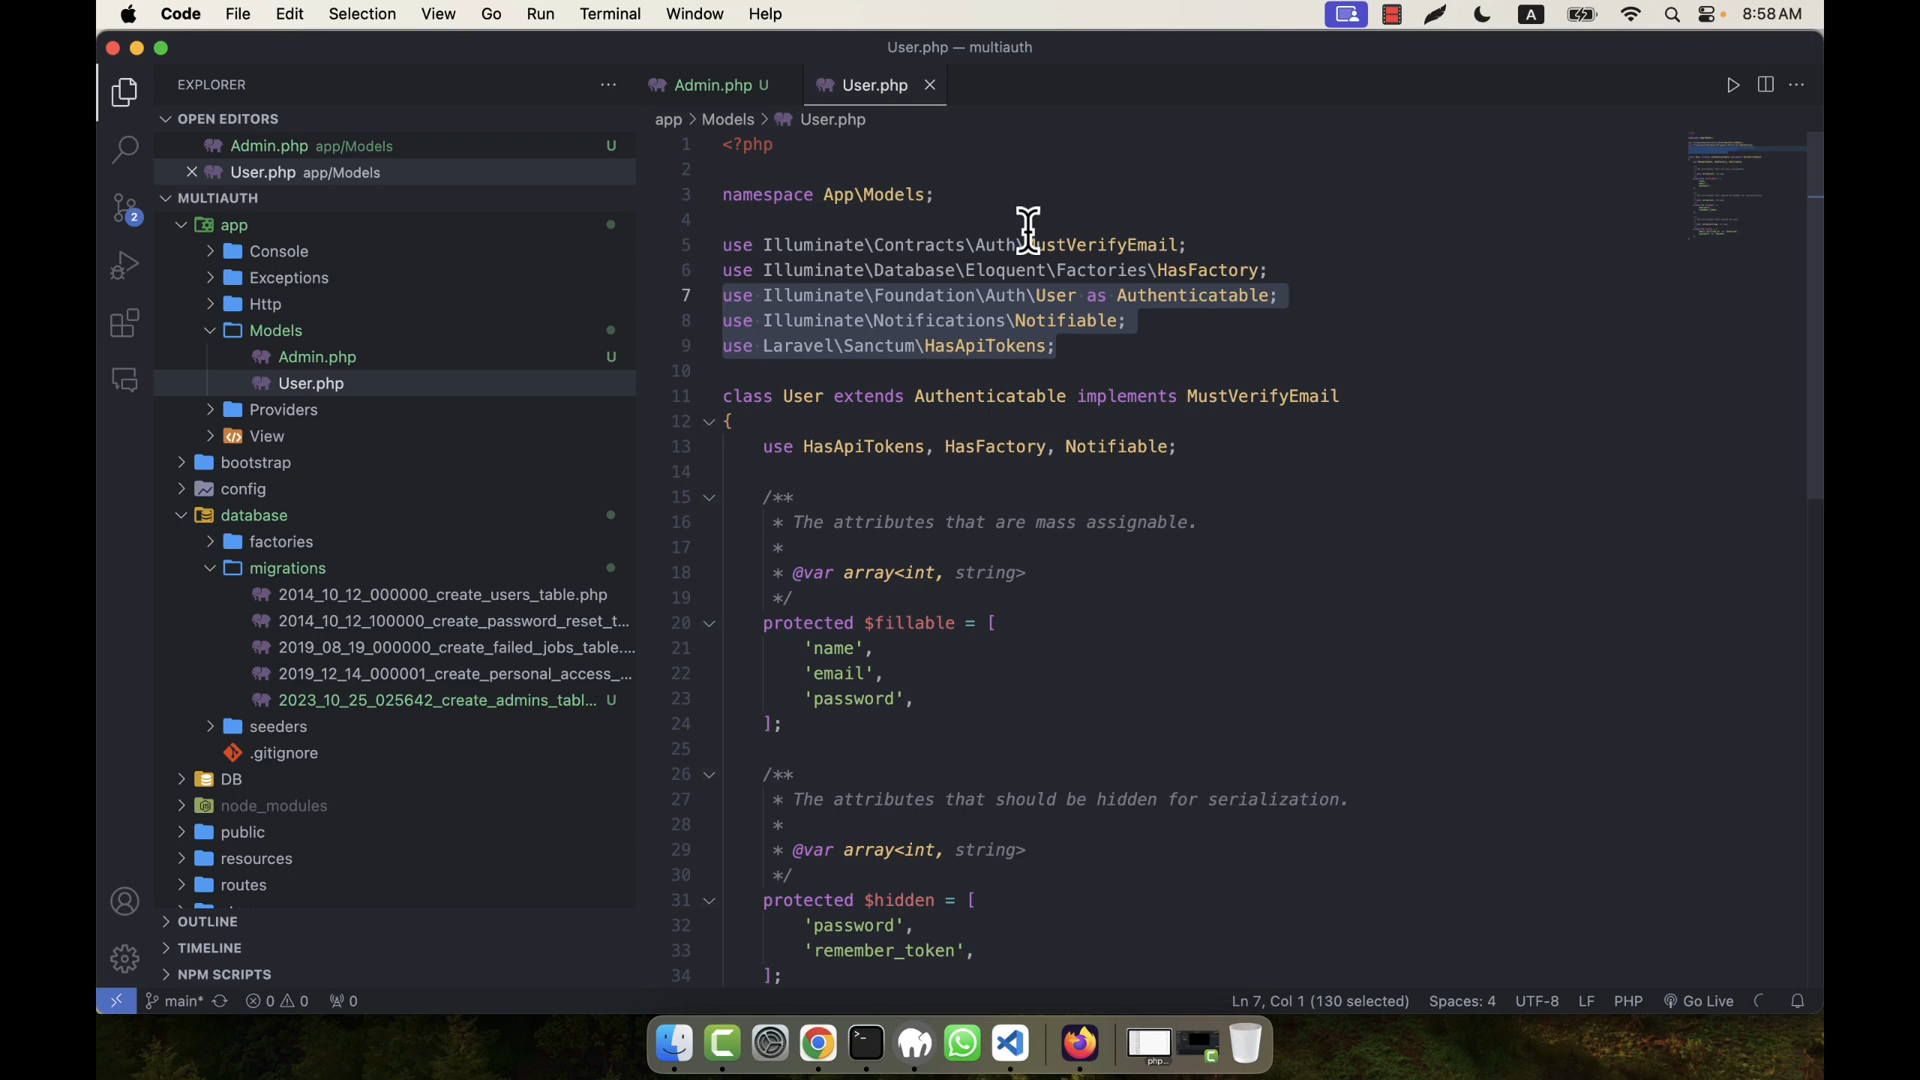 Code File Edit Selection View Go Run Terminal Window Help A 8:58 AM
User.php — multiauth
EXPLORER
Admin.php U User.php
OPEN EDITORS
app > Models > User.php
Admin.php app/Models U
User.php app/Models
MULTIAUTH
app
Console
Exceptions
Http
Models
Admin.php U
User.php
Providers
View
bootstrap
config
database
factories
migrations
2014_10_12_000000_create_users_table.php
2014_10_12_100000_create_password_reset_t...
2019_08_19_000000_create_failed_jobs_table....
2019_12_14_000001_create_personal_access_...
2023_10_25_025642_create_admins_tabl... U
seeders
.gitignore
DB
node_modules
public
resources
routes
OUTLINE
TIMELINE
NPM SCRIPTS
2
1 <?php
2
3 namespace App\Models;
4
5 use Illuminate\Contracts\Auth\MustVerifyEmail;
6 use Illuminate\Database\Eloquent\Factories\HasFactory;
7 use Illuminate\Foundation\Auth\User as Authenticatable;
8 use Illuminate\Notifications\Notifiable;
9 use Laravel\Sanctum\HasApiTokens;
10
11 class User extends Authenticatable implements MustVerifyEmail
12 {
13 use HasApiTokens, HasFactory, Notifiable;
14
15 /**
16 * The attributes that are mass assignable.
17 *
18 * @var array<int, string>
19 */
20 protected $fillable = [
21 'name',
22 'email',
23 'password',
24 ];
25
26 /**
27 * The attributes that should be hidden for serialization.
28 *
29 * @var array<int, string>
30 */
31 protected $hidden = [
32 'password',
33 'remember_token',
34 ];
main* 0 0 0 Ln 7, Col 1 (130 selected) Spaces: 4 UTF-8 LF PHP Go Live
php...